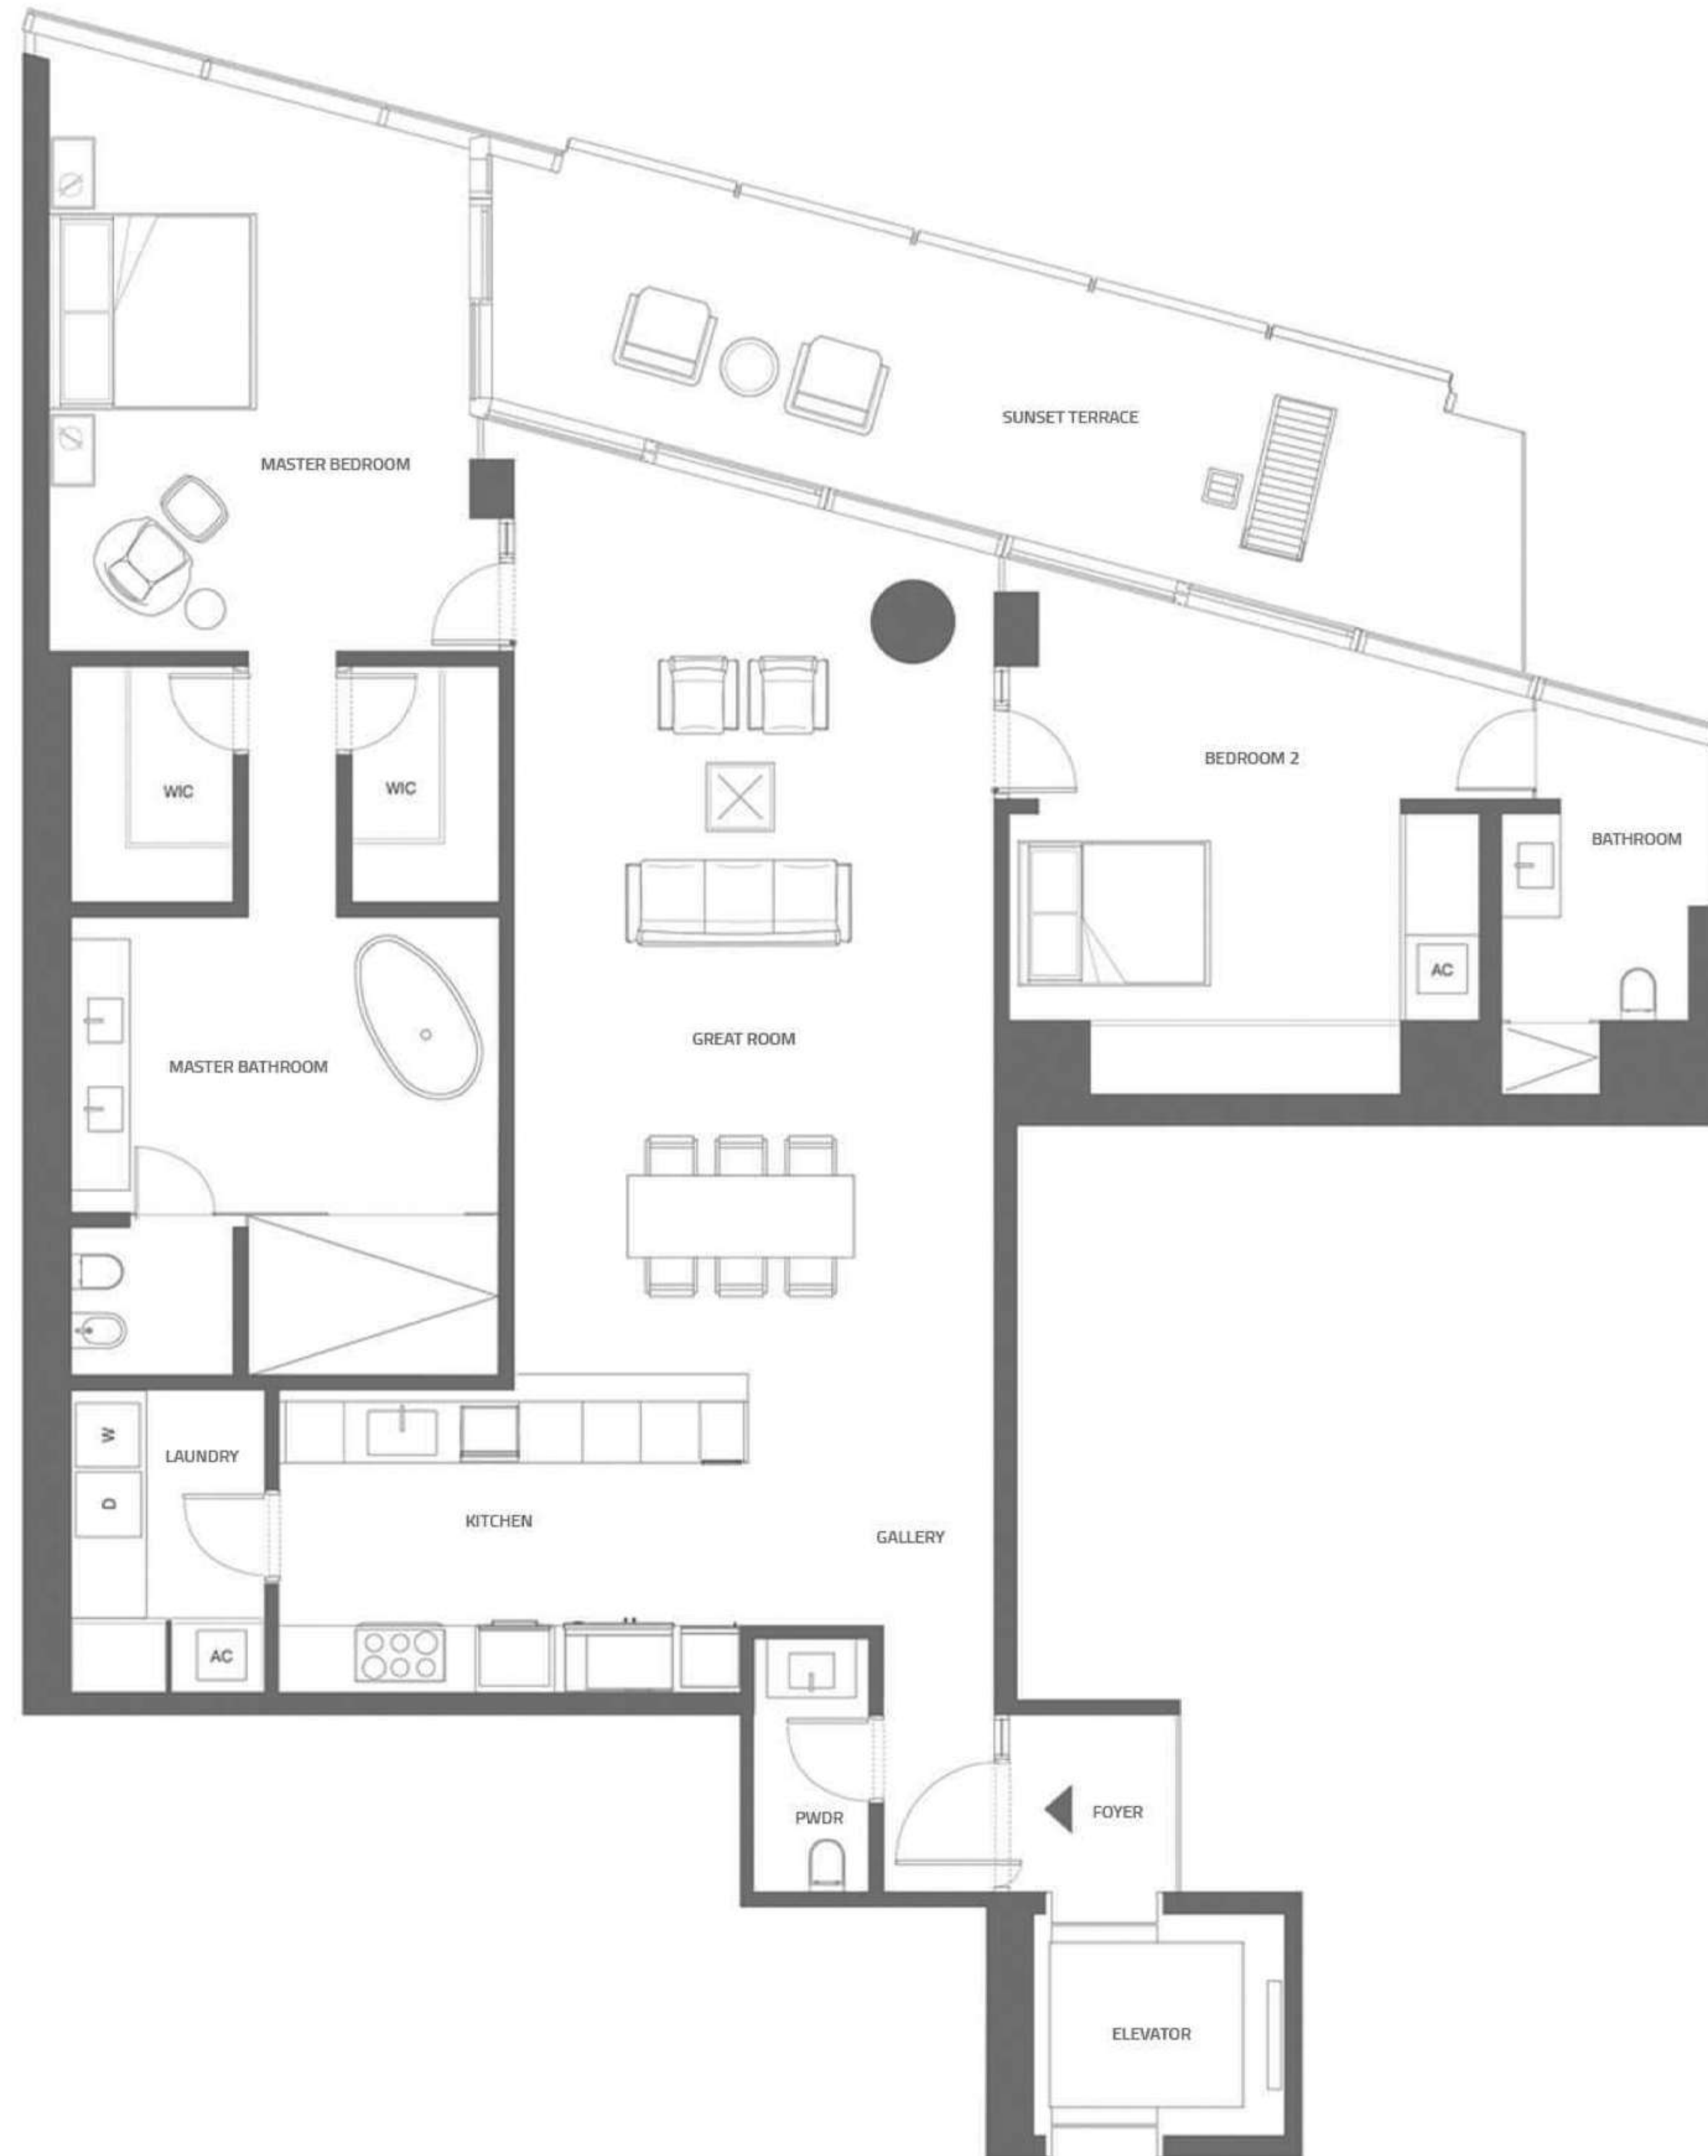 SUNSET TERRACE
MASTER BEDROOM
BEDROOM 2
WIC
WIC
BATHROOM
AC
GREAT ROOM
MASTER BATHROOM
W
LAUNDRY
D
KITCHEN
GALLERY
AC
PWDR
FOYER
ELEVATOR